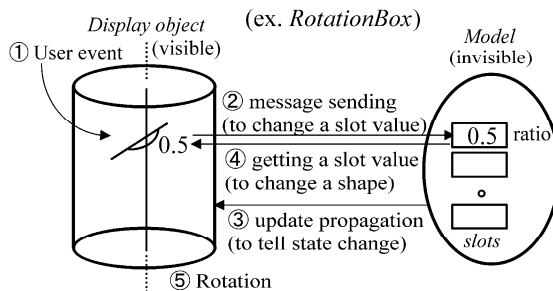 (ex. RotationBox)
Display object
(visible)
① User event
0.5
② message sending
(to change a slot value)
④ getting a slot value
(to change a shape)
③ update propagation
(to tell state change)
⑤ Rotation
Model
(invisible)
0.5 ratio
slots